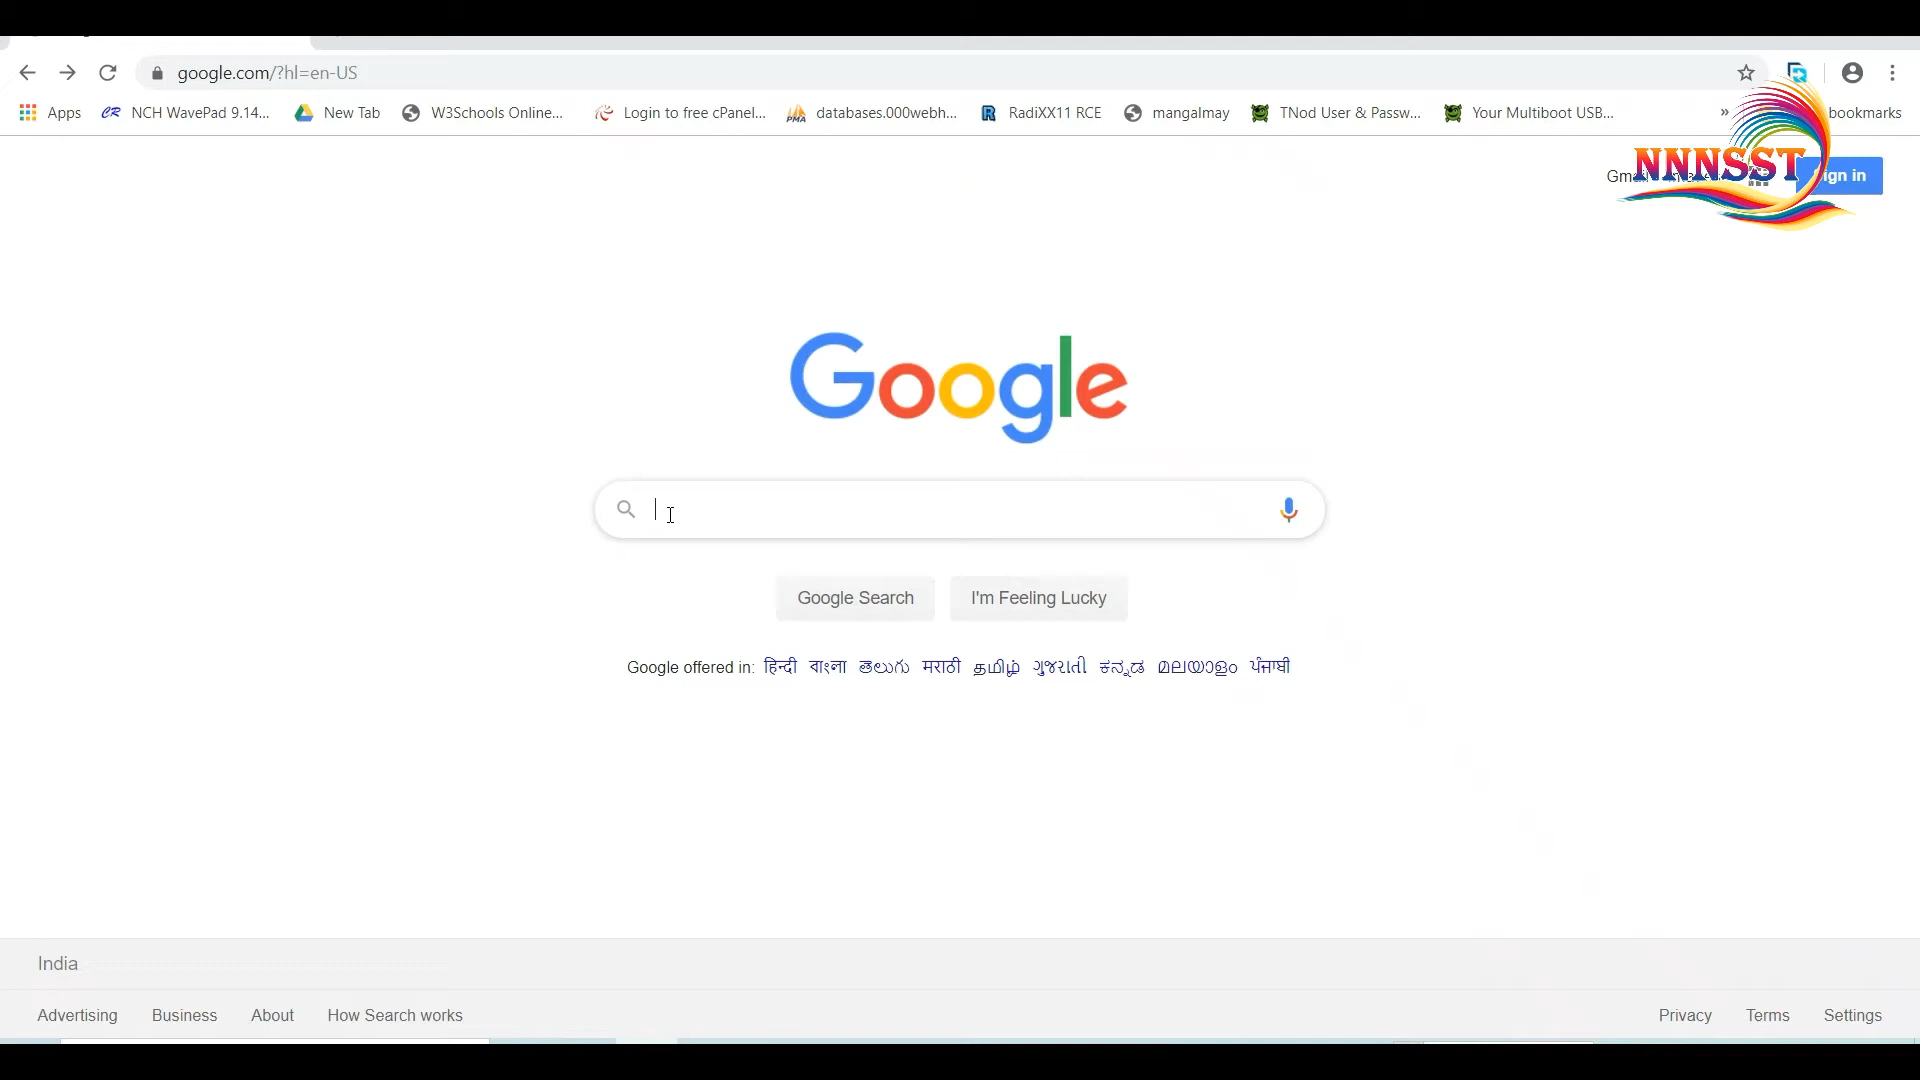 google.com/?hl=en-US
Apps NCH WavePad 9.14... New Tab W3Schools Online... Login to free cPanel... databases.000webh... RadiXX11 RCE mangalmay TNod User & Passw... Your Multiboot USB... » bookmarks
NNNSST
Google
Google Search I'm Feeling Lucky
Google offered in: हिन्दी বাংলা తెలుగు मराठी தமிழ் ગુજરાતી ಕನ್ನಡ മലയാളം ਪੰਜਾਬੀ
India
Advertising Business About How Search works Privacy Terms Settings